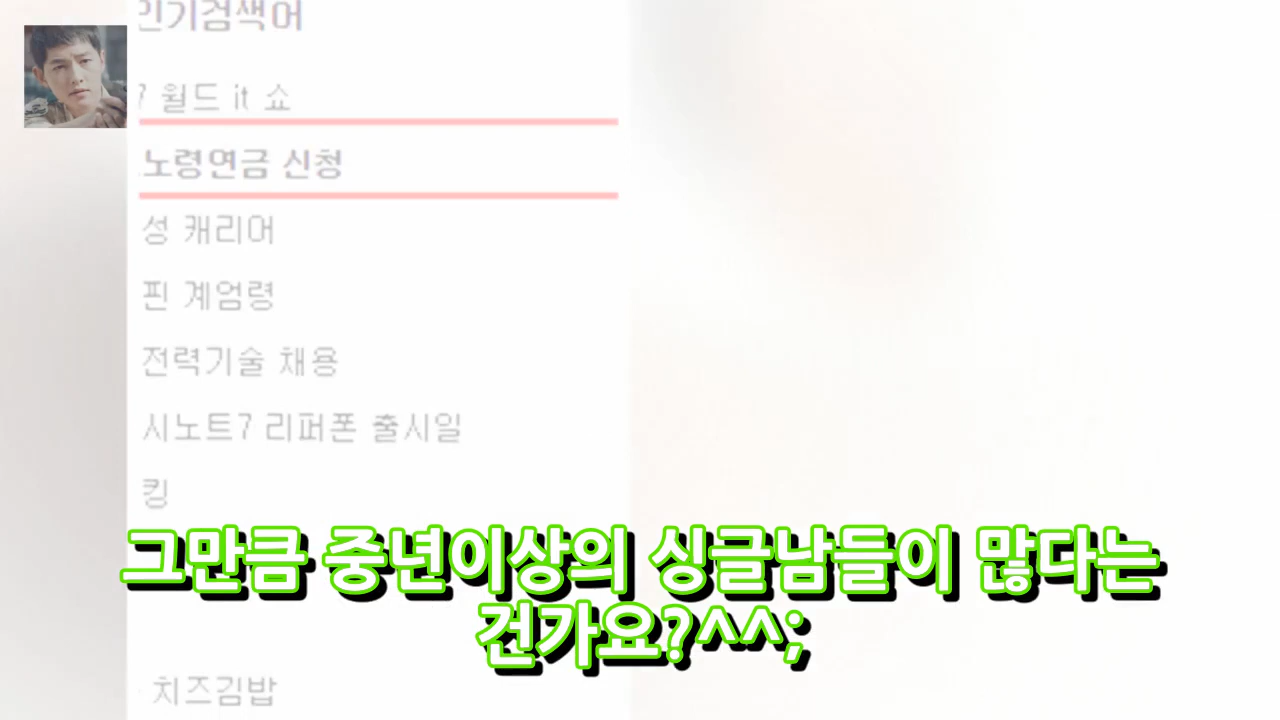 인기검색어
7 월드 it 쇼
노령연금 신청
성 캐리어
핀 계엄령
전력기술 채용
시노트7 리퍼폰 출시일
킹
그만큼 중년이상의 싱글남들이 많다는
건가요?^^;
치즈김밥